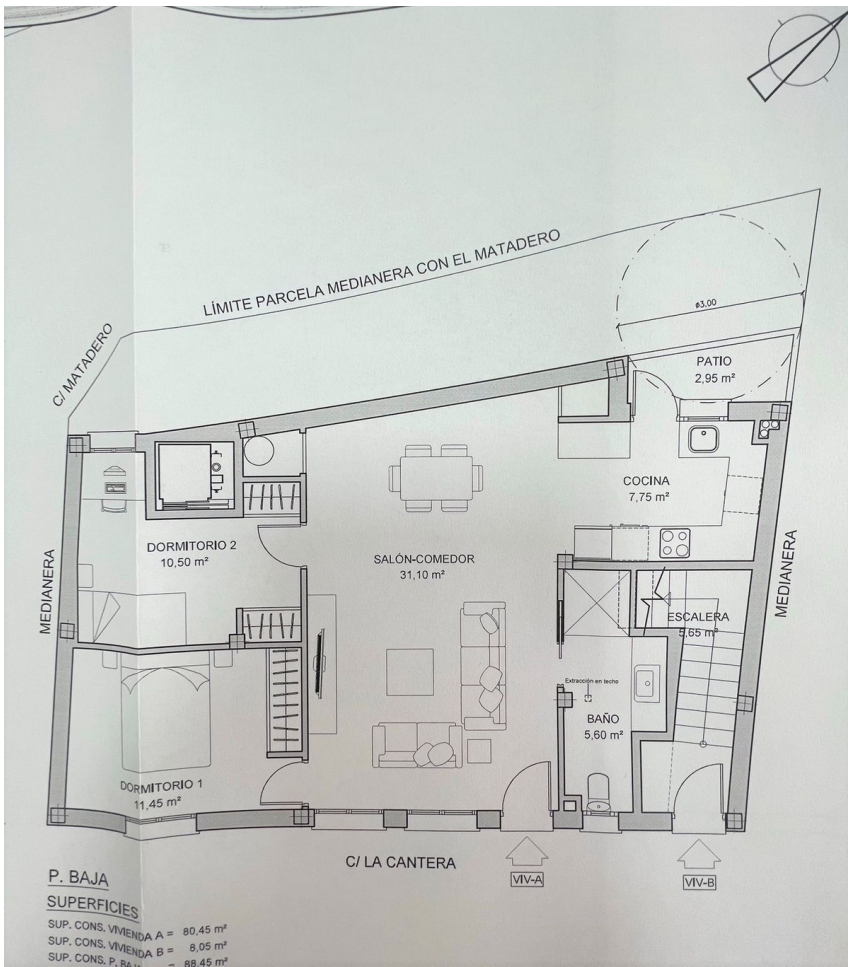 LÍMITE PARCELA MEDIANERA CON EL MATADERO
C/ MATADERO
ø3.00
PATIO
2,95 m²
COCINA
7,75 m²
DORMITORIO 2
10,50 m²
SALÓN-COMEDOR
31,10 m²
MEDIANERA
MEDIANERA
ESCALERA
5,65 m²
Extracción en techo
BAÑO
5,60 m²
DORMITORIO 1
11,45 m²
C/ LA CANTERA
VIV-A
VIV-B
P. BAJA
SUPERFICIES
SUP. CONS. VIVIENDA A = 80,45 m²
SUP. CONS. VIVIENDA B = 8,05 m²
SUP. CONS. P. = 88,45 m²